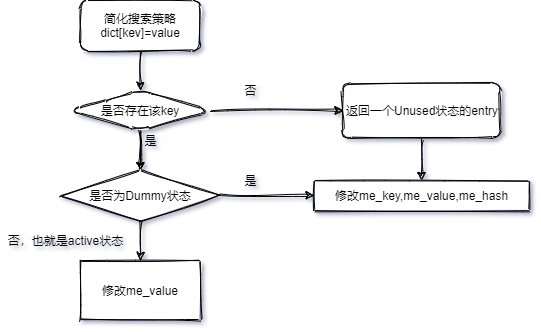 简化搜索策略
dict[kev]=value
否
是否存在该key
返回一个Unused状态的entry
是
是否为Dummy状态
是
修改me_key,me_value,me_hash
否，也就是active状态
修改me_value